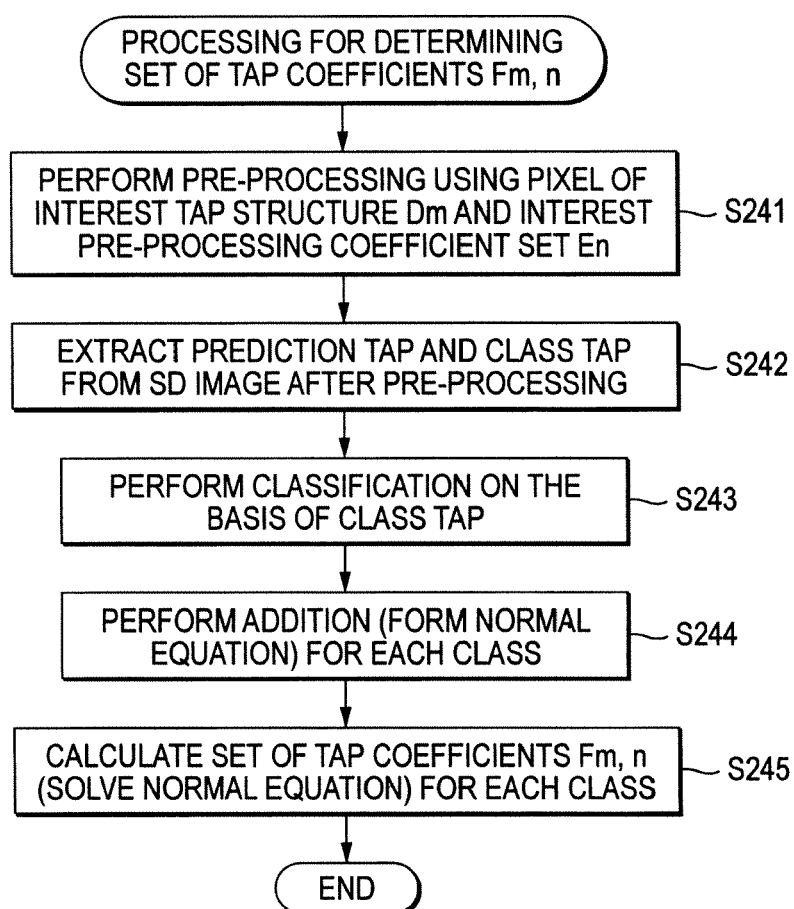 PROCESSING FOR DETERMINING
SET OF TAP COEFFICIENTS Fm, n
PERFORM PRE-PROCESSING USING PIXEL OF
INTEREST TAP STRUCTURE Dm AND INTEREST
PRE-PROCESSING COEFFICIENT SET En
S241
EXTRACT PREDICTION TAP AND CLASS TAP
FROM SD IMAGE AFTER PRE-PROCESSING
S242
PERFORM CLASSIFICATION ON THE
BASIS OF CLASS TAP
S243
PERFORM ADDITION (FORM NORMAL
EQUATION) FOR EACH CLASS
S244
CALCULATE SET OF TAP COEFFICIENTS Fm, n
(SOLVE NORMAL EQUATION) FOR EACH CLASS
S245
END